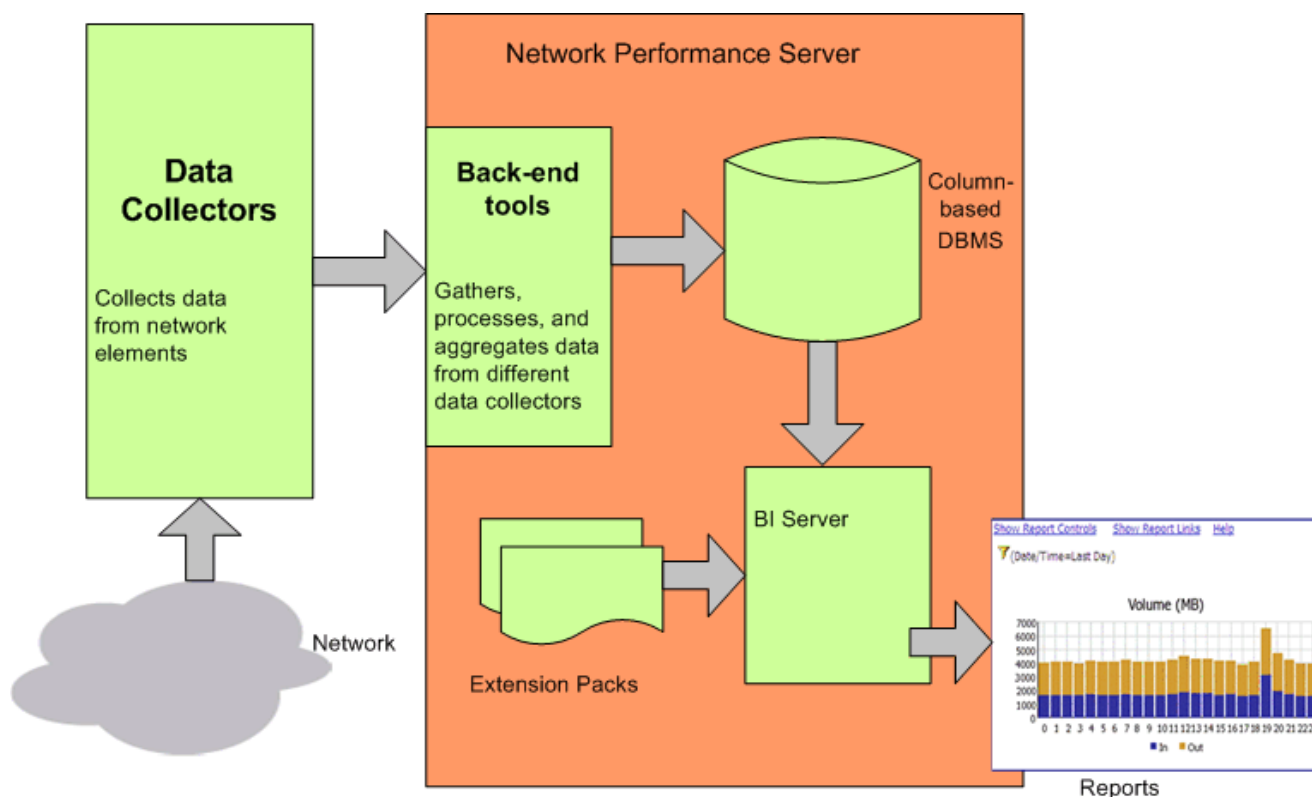 Network Performance Server
Data
Collectors
Collects data
from network
elements
Back-end
tools
Gathers,
processes, and
aggregates data
from different
data collectors
Column-
based
DBMS
Network
Extension Packs
BI Server
Show Report Controls Show Report Links Help
(Date/Time=Last Day)
Volume (MB)
7000
6000
5000
4000
3000
2000
1000
0
0 1 2 3 4 5 6 7 8 9 10 11 12 13 14 15 16 17 18 19 20 21 22
In Out
Reports